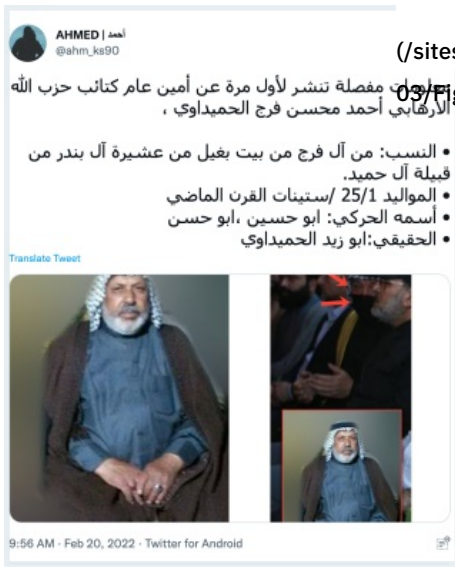 AHMED | أحمد
@ahm_ks90
(/sites
معلومات مفصلة تنشر لأول مرة عن أمين عام كتائب حزب الله
03/Fig
الأرهابي أحمد محسن فرج الحميداوي ،
• النسب: من آل فرج من بيت بغيل من عشيرة آل بندر من
قبيلة آل حميد.
• المواليد 25/1 /ستينات القرن الماضي
• أسمه الحركي: ابو حسين ،ابو حسن
• الحقيقي:ابو زيد الحميداوي
Translate Tweet
9:56 AM · Feb 20, 2022 · Twitter for Android